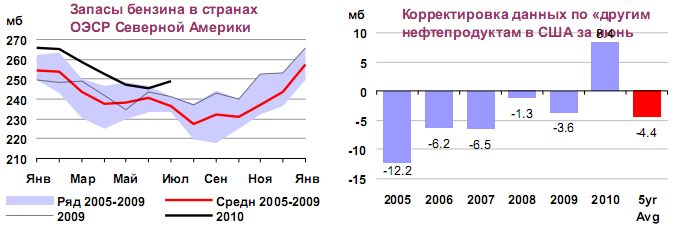 Запасы бензина в странах
ОЭСР Северной Америки
мб
270
260
250
240
230
220
210
Янв Мар Май Июл Сен Ноя Янв
Ряд 2005-2009
Средн 2005-2009
2009
2010
Корректировка данных по «другим
нефтепродуктам в США за июнь
мб
10
5
0
-5
-10
-15
-12.2
-6.2
-6.5
-1.3
-3.6
8.4
-4.4
2005 2006 2007 2008 2009 2010 5yr
Avg